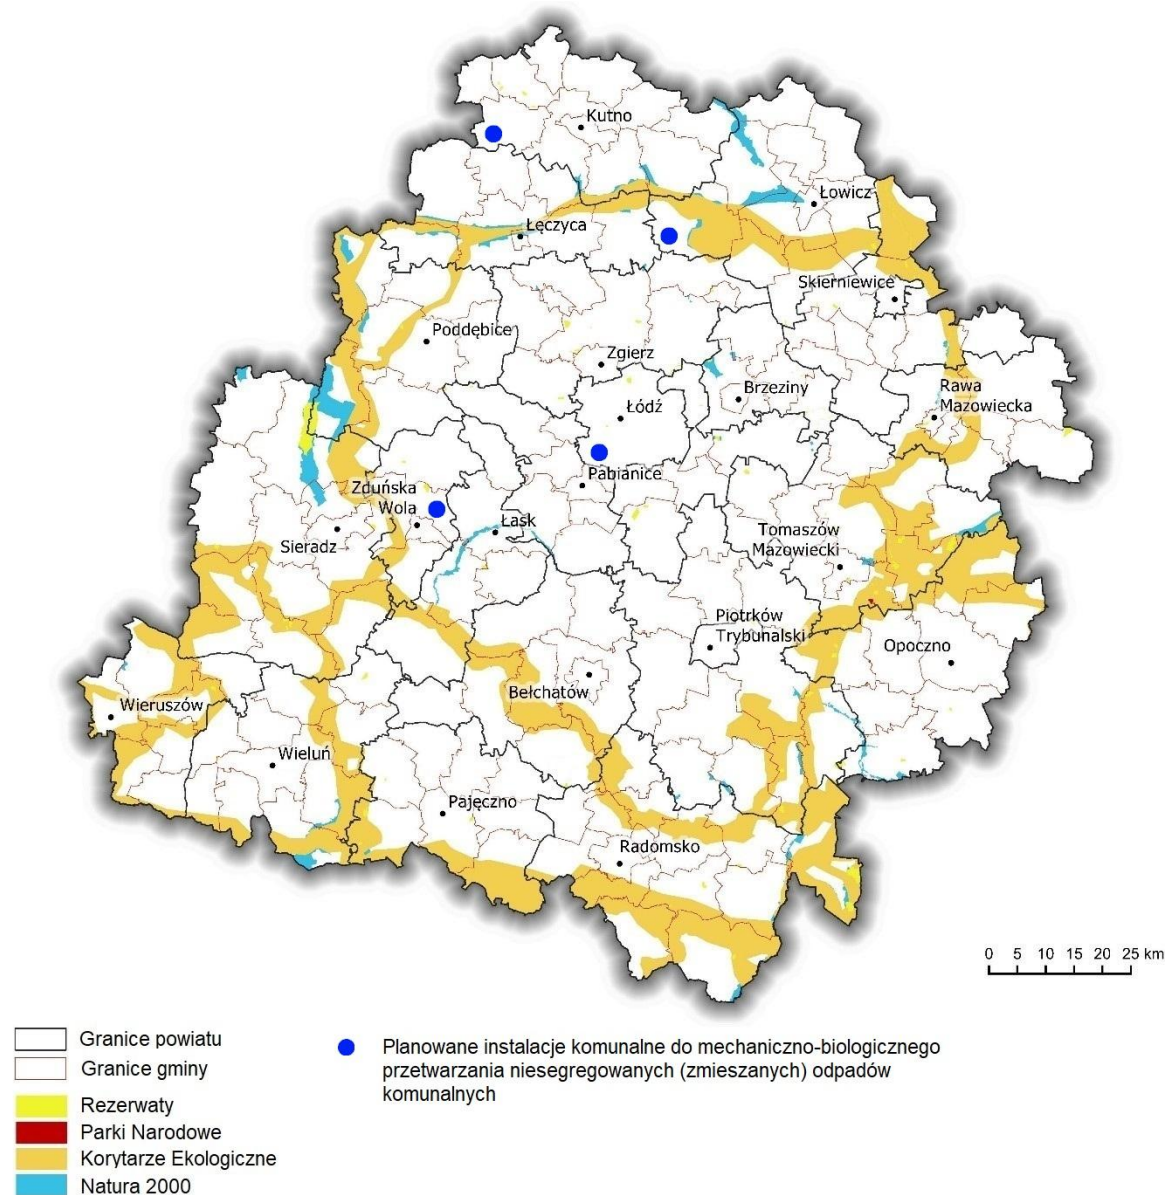 Kutno
Łowicz
Łęczyca
Skierniewice
Poddębice
Zgierz
Brzeziny
Rawa
Mazowiecka
Łódź
Pabianice
Zduńska
Wola
Łask
Sieradz
Tomaszów
Mazowiecki
Piotrków
Trybunalski
Opoczno
Bełchatów
Wieruszów
Wieluń
Pajęczno
Radomsko
0 5 10 15 20 25 km
Granice powiatu
Granice gminy
Rezerwaty
Parki Narodowe
Korytarze Ekologiczne
Natura 2000
Planowane instalacje komunalne do mechaniczno-biologicznego
przetwarzania niesegregowanych (zmieszanych) odpadów
komunalnych